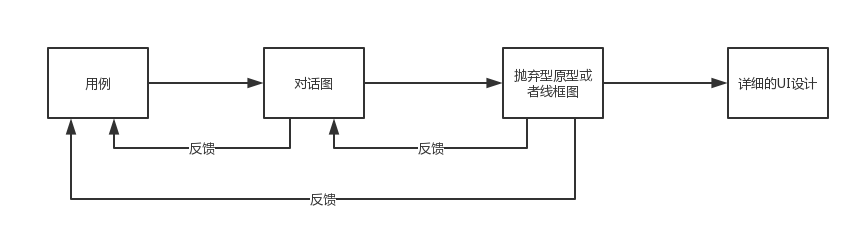 用例
对话图
抛弃型原型或
者线框图
详细的UI设计
反馈
反馈
反馈